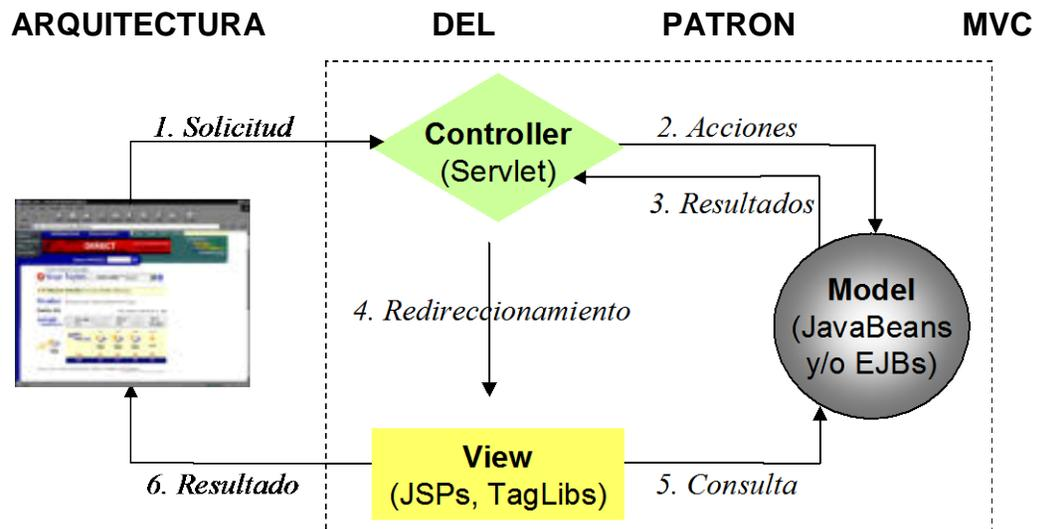 ARQUITECTURA DEL PATRON MVC
1. Solicitud
Controller
(Servlet)
2. Acciones
3. Resultados
DIRECT
4. Redireccionamiento
Model
(JavaBeans
y/o EJBs)
View
(JSPs, TagLibs)
5. Consulta
6. Resultado